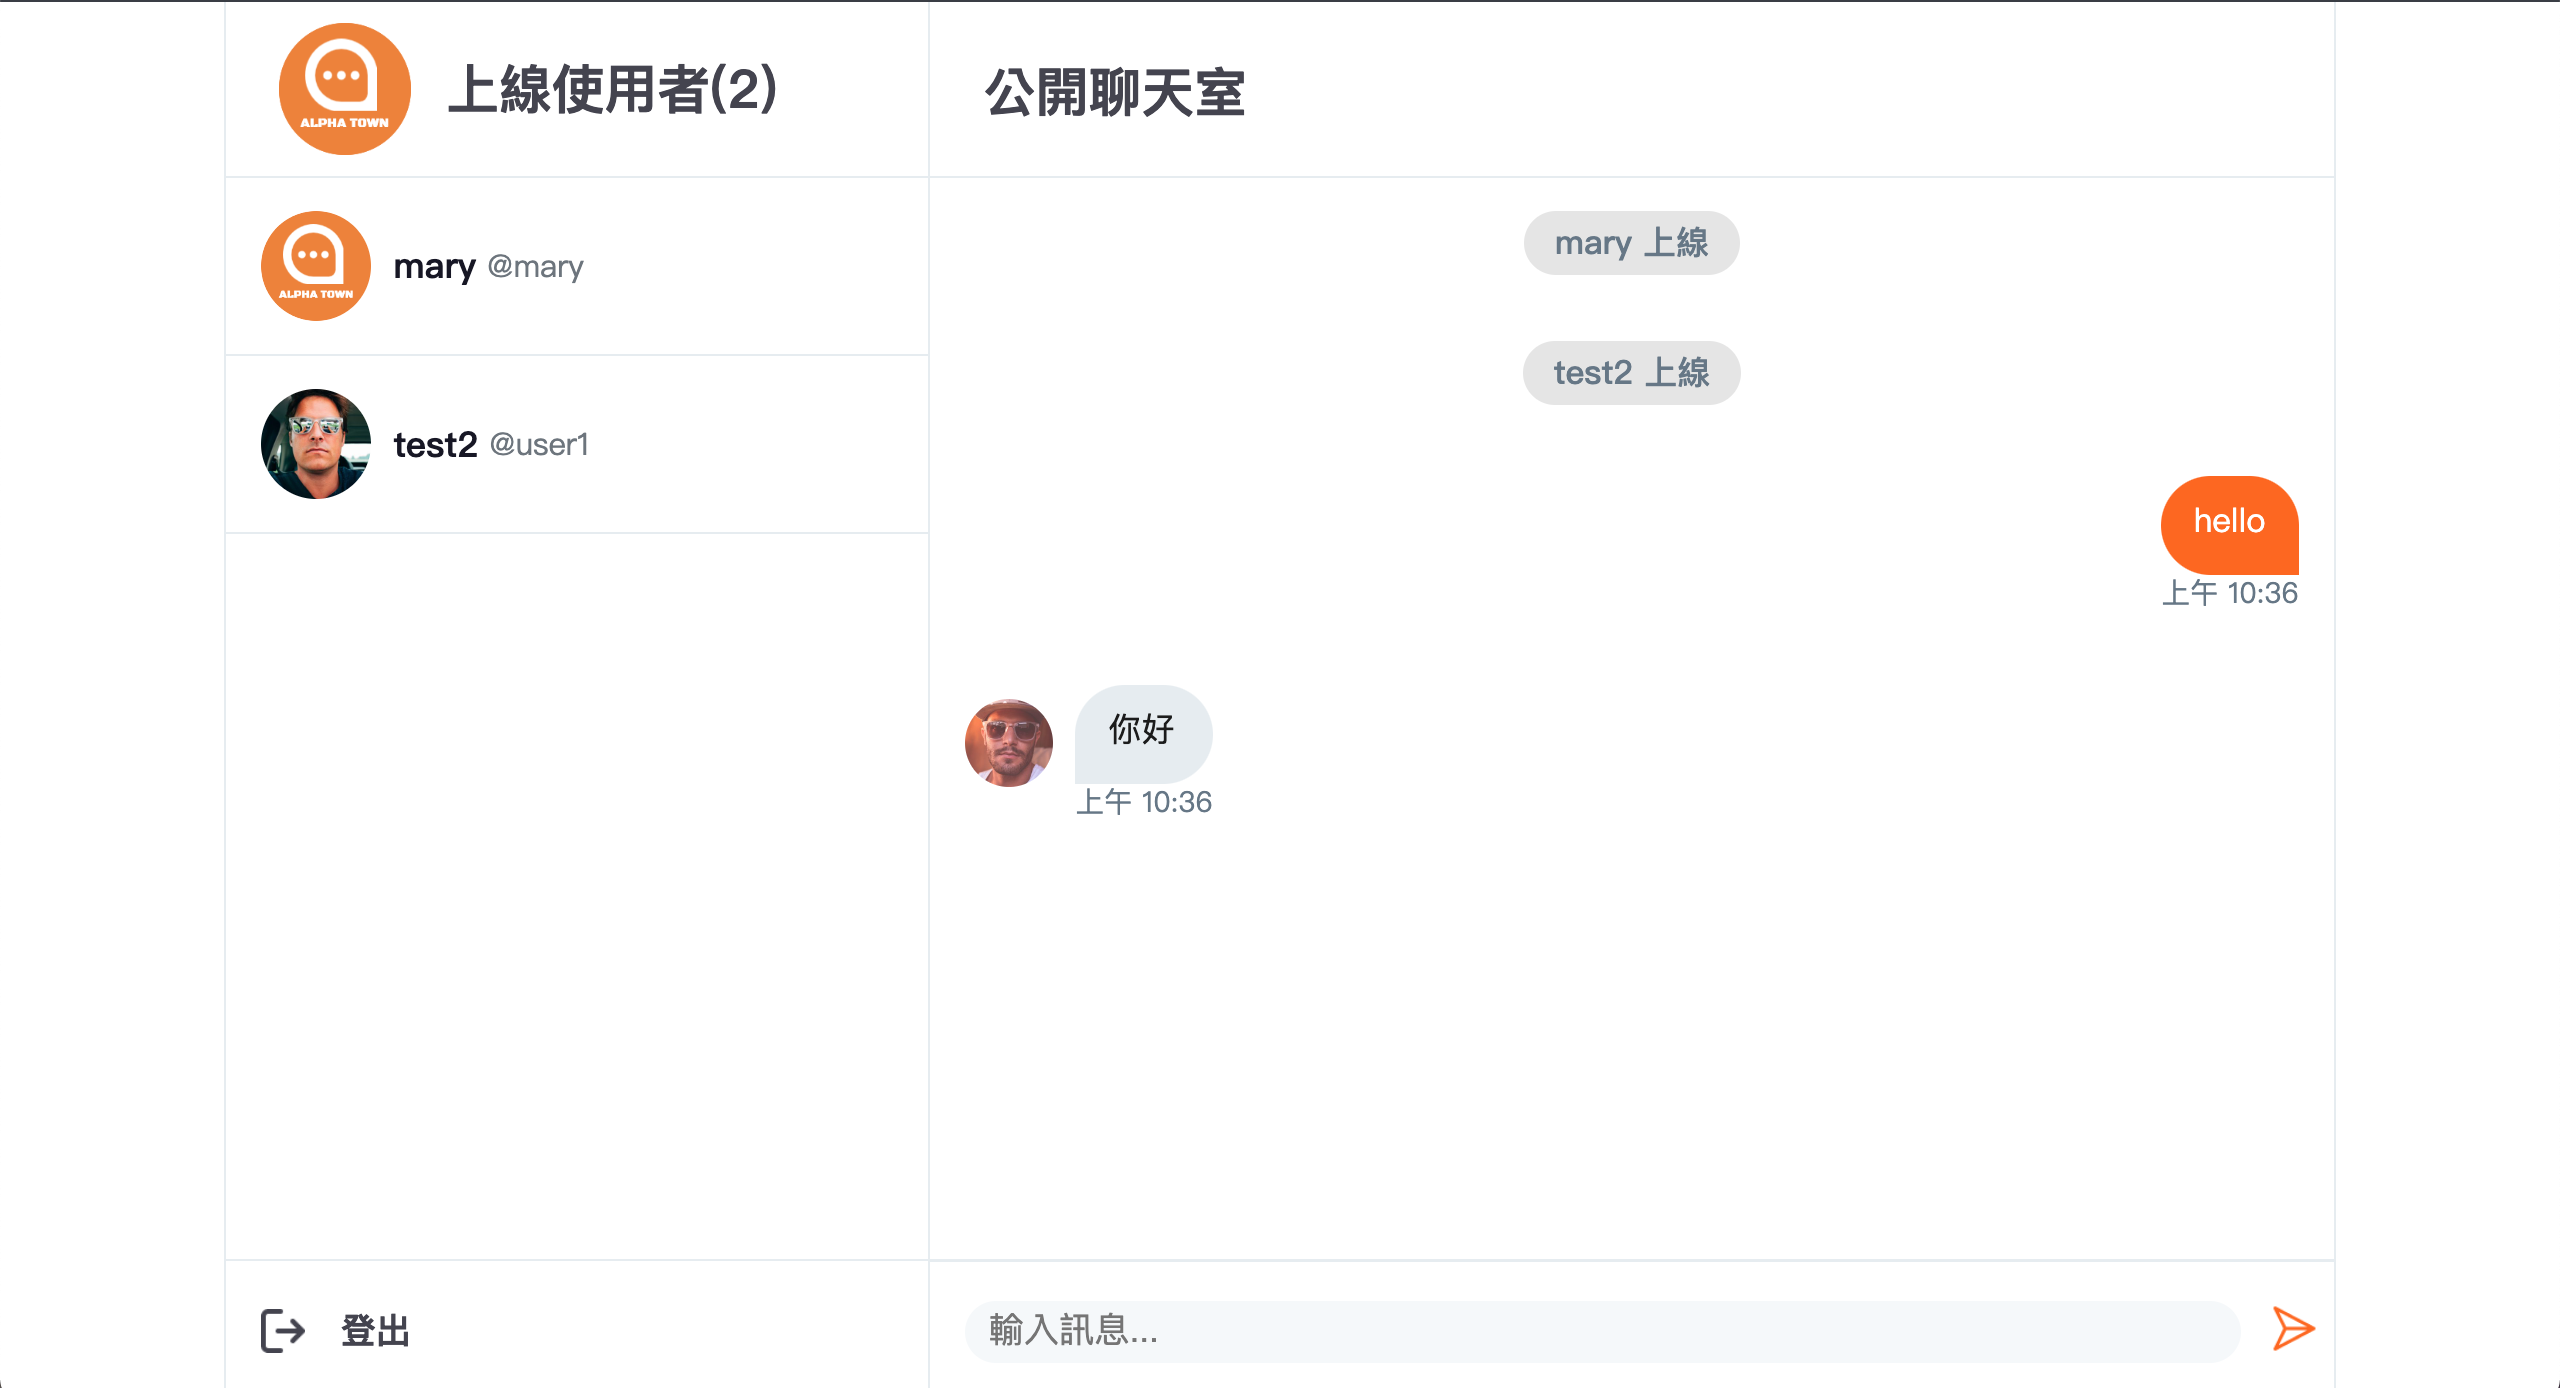 ALPHA TOWN
上線使用者(2)
ALPHA TOWN
mary @mary
test2 @user1
登出
公開聊天室
mary 上線
test2 上線
hello
上午 10:36
你好
上午 10:36
輸入訊息...